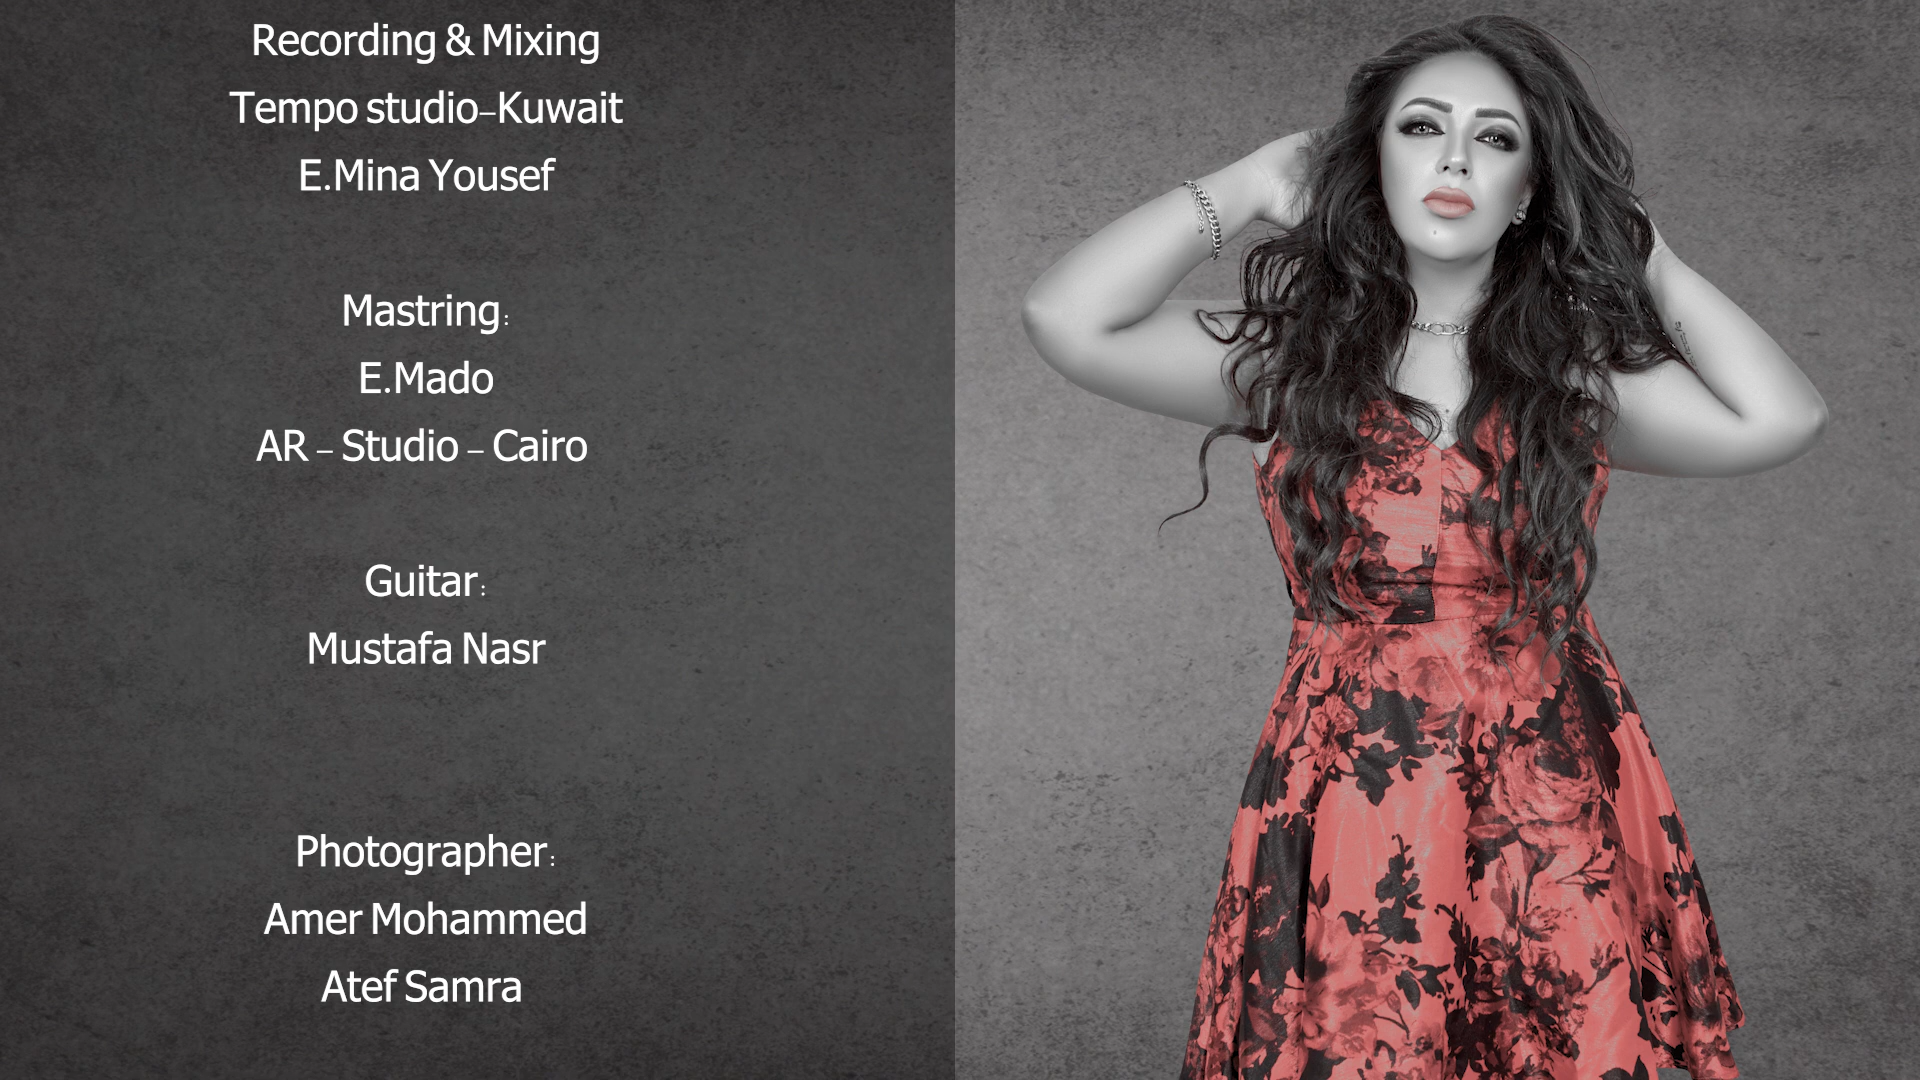 Recording & Mixing
Tempo studio-Kuwait
E.Mina Yousef
Mastring:
E.Mado
AR - Studio - Cairo
Guitar:
Mustafa Nasr
Photographer:
Amer Mohammed
Atef Samra